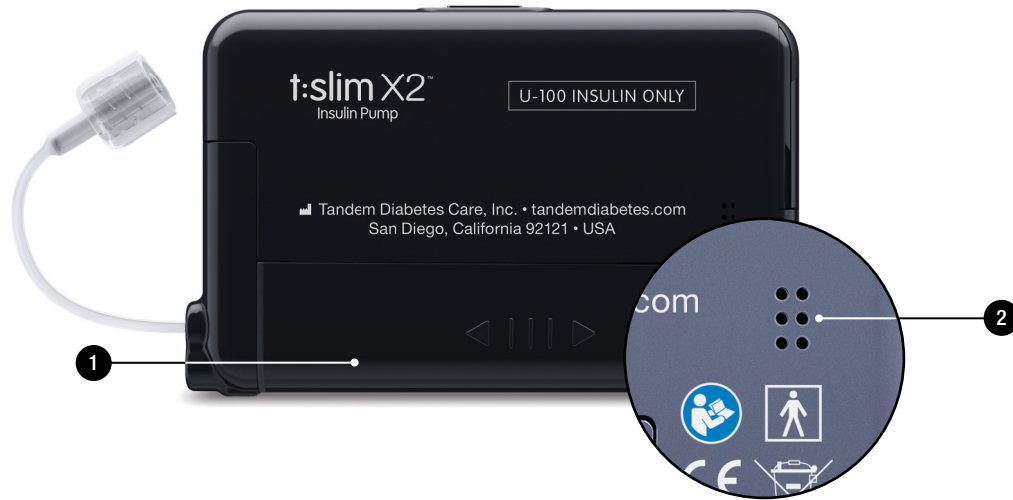 t:slim X2™
Insulin Pump
U-100 INSULIN ONLY
Tandem Diabetes Care, Inc. • tandemdiabetes.com
San Diego, California 92121 • USA
.com
1
2
CE